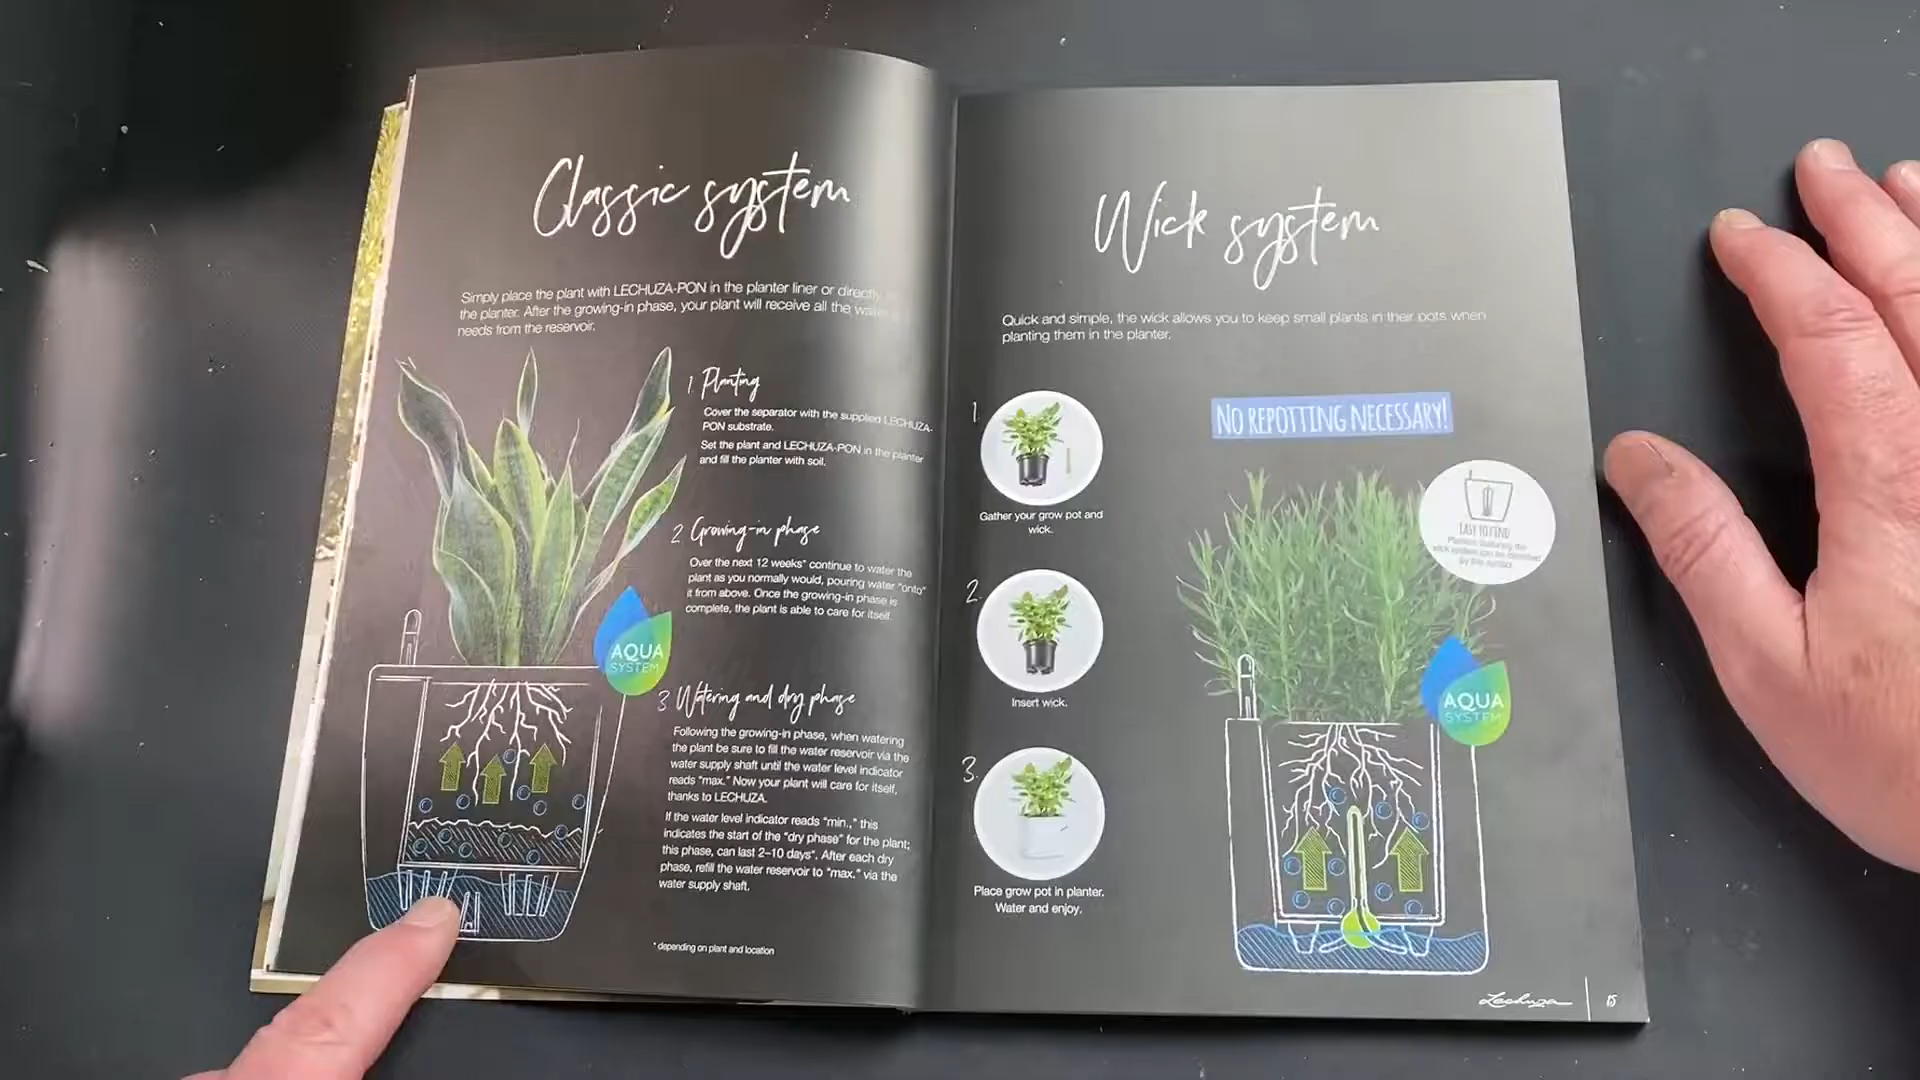 Classic system
Simply place the plant with LECHUZA-PON in the planter liner or directly
the planter. After the growing-in phase, your plant will receive all the water
needs from the reservoir.
1. Planting
Cover the separator with the supplied LECHUZA-
PON substrate.
Set the plant and LECHUZA-PON in the planter
and fill the planter with soil.
2. Growing-in phase
Over the next 12 weeks* continue to water the
plant as you normally would, pouring water "onto"
it from above. Once the growing-in phase is
complete, the plant is able to care for itself.
AQUA
SYSTEM
3. Watering and dry phase
Following the growing-in phase, when watering
the plant be sure to fill the water reservoir via the
water supply shaft until the water level indicator
reads "max." Now your plant will care for itself,
thanks to LECHUZA.
If the water level indicator reads "min.," this
indicates the start of the "dry phase" for the plant;
this phase, can last 2–10 days*. After each dry
phase, refill the water reservoir to "max." via the
water supply shaft.
* depending on plant and location
Wick system
Quick and simple, the wick allows you to keep small plants in their pots when
planting them in the planter.
NO REPOTTING NECESSARY!
1.
Gather your grow pot and
wick.
2.
Insert wick.
3.
Place grow pot in planter.
Water and enjoy.
EASY TO FIND
Planters featuring the
wick system can be identified
by this symbol.
AQUA
SYSTEM
Lechuza
15